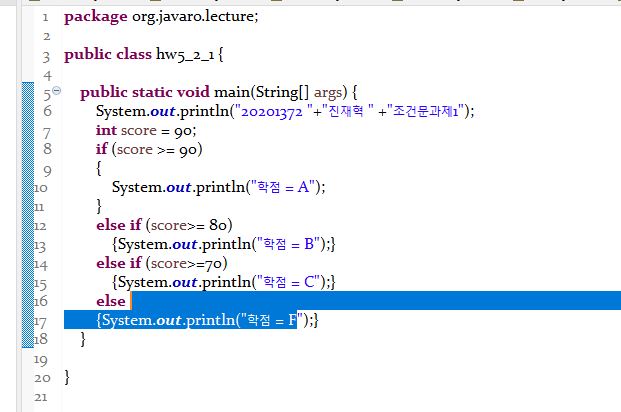 1 package org.javaro.lecture;
2
3 public class hw5_2_1 {
4
5 public static void main(String[] args) {
6 System.out.println("20201372 "+"진재혁 " +"조건문과제1");
7 int score = 90;
8 if (score >= 90)
9 {
10 System.out.println("학점 = A");
11 }
12 else if (score>= 80)
13 {System.out.println("학점 = B");}
14 else if (score>=70)
15 {System.out.println("학점 = C");}
16 else
17 {System.out.println("학점 = F");}
18 }
19
20 }
21